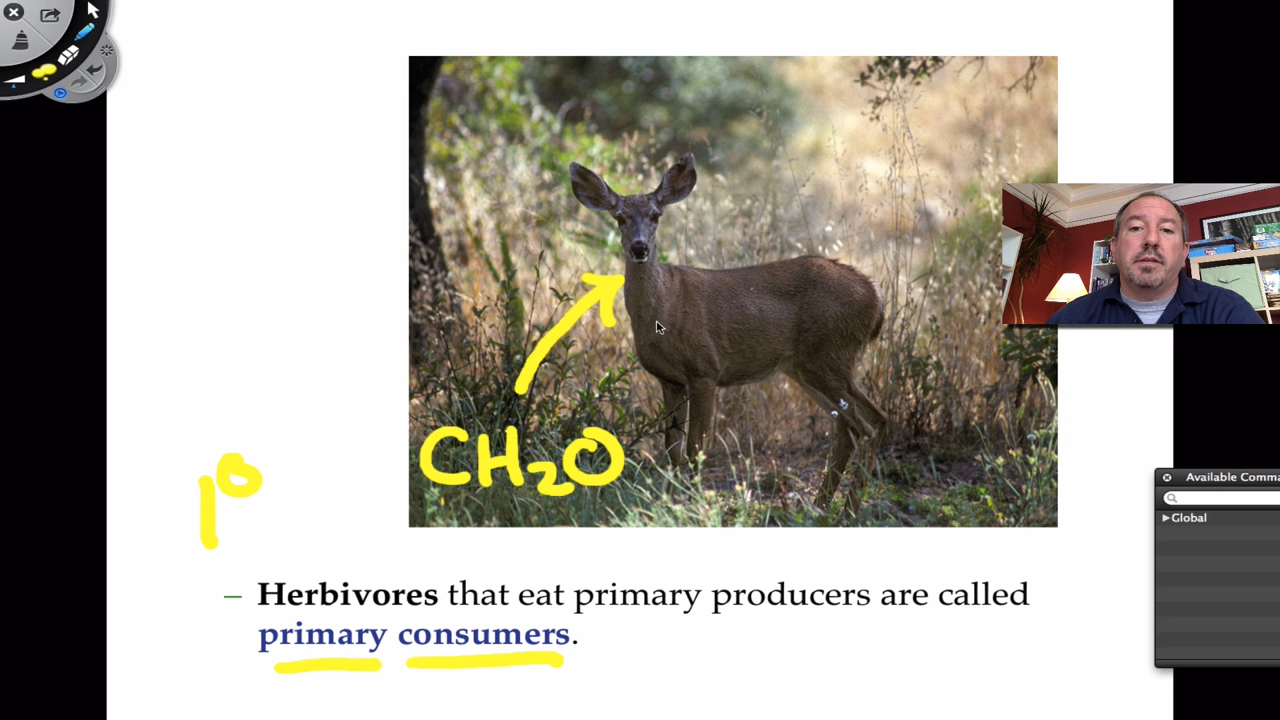 CH₂O
1°
– Herbivores that eat primary producers are called
primary consumers.
Available Comma
Global